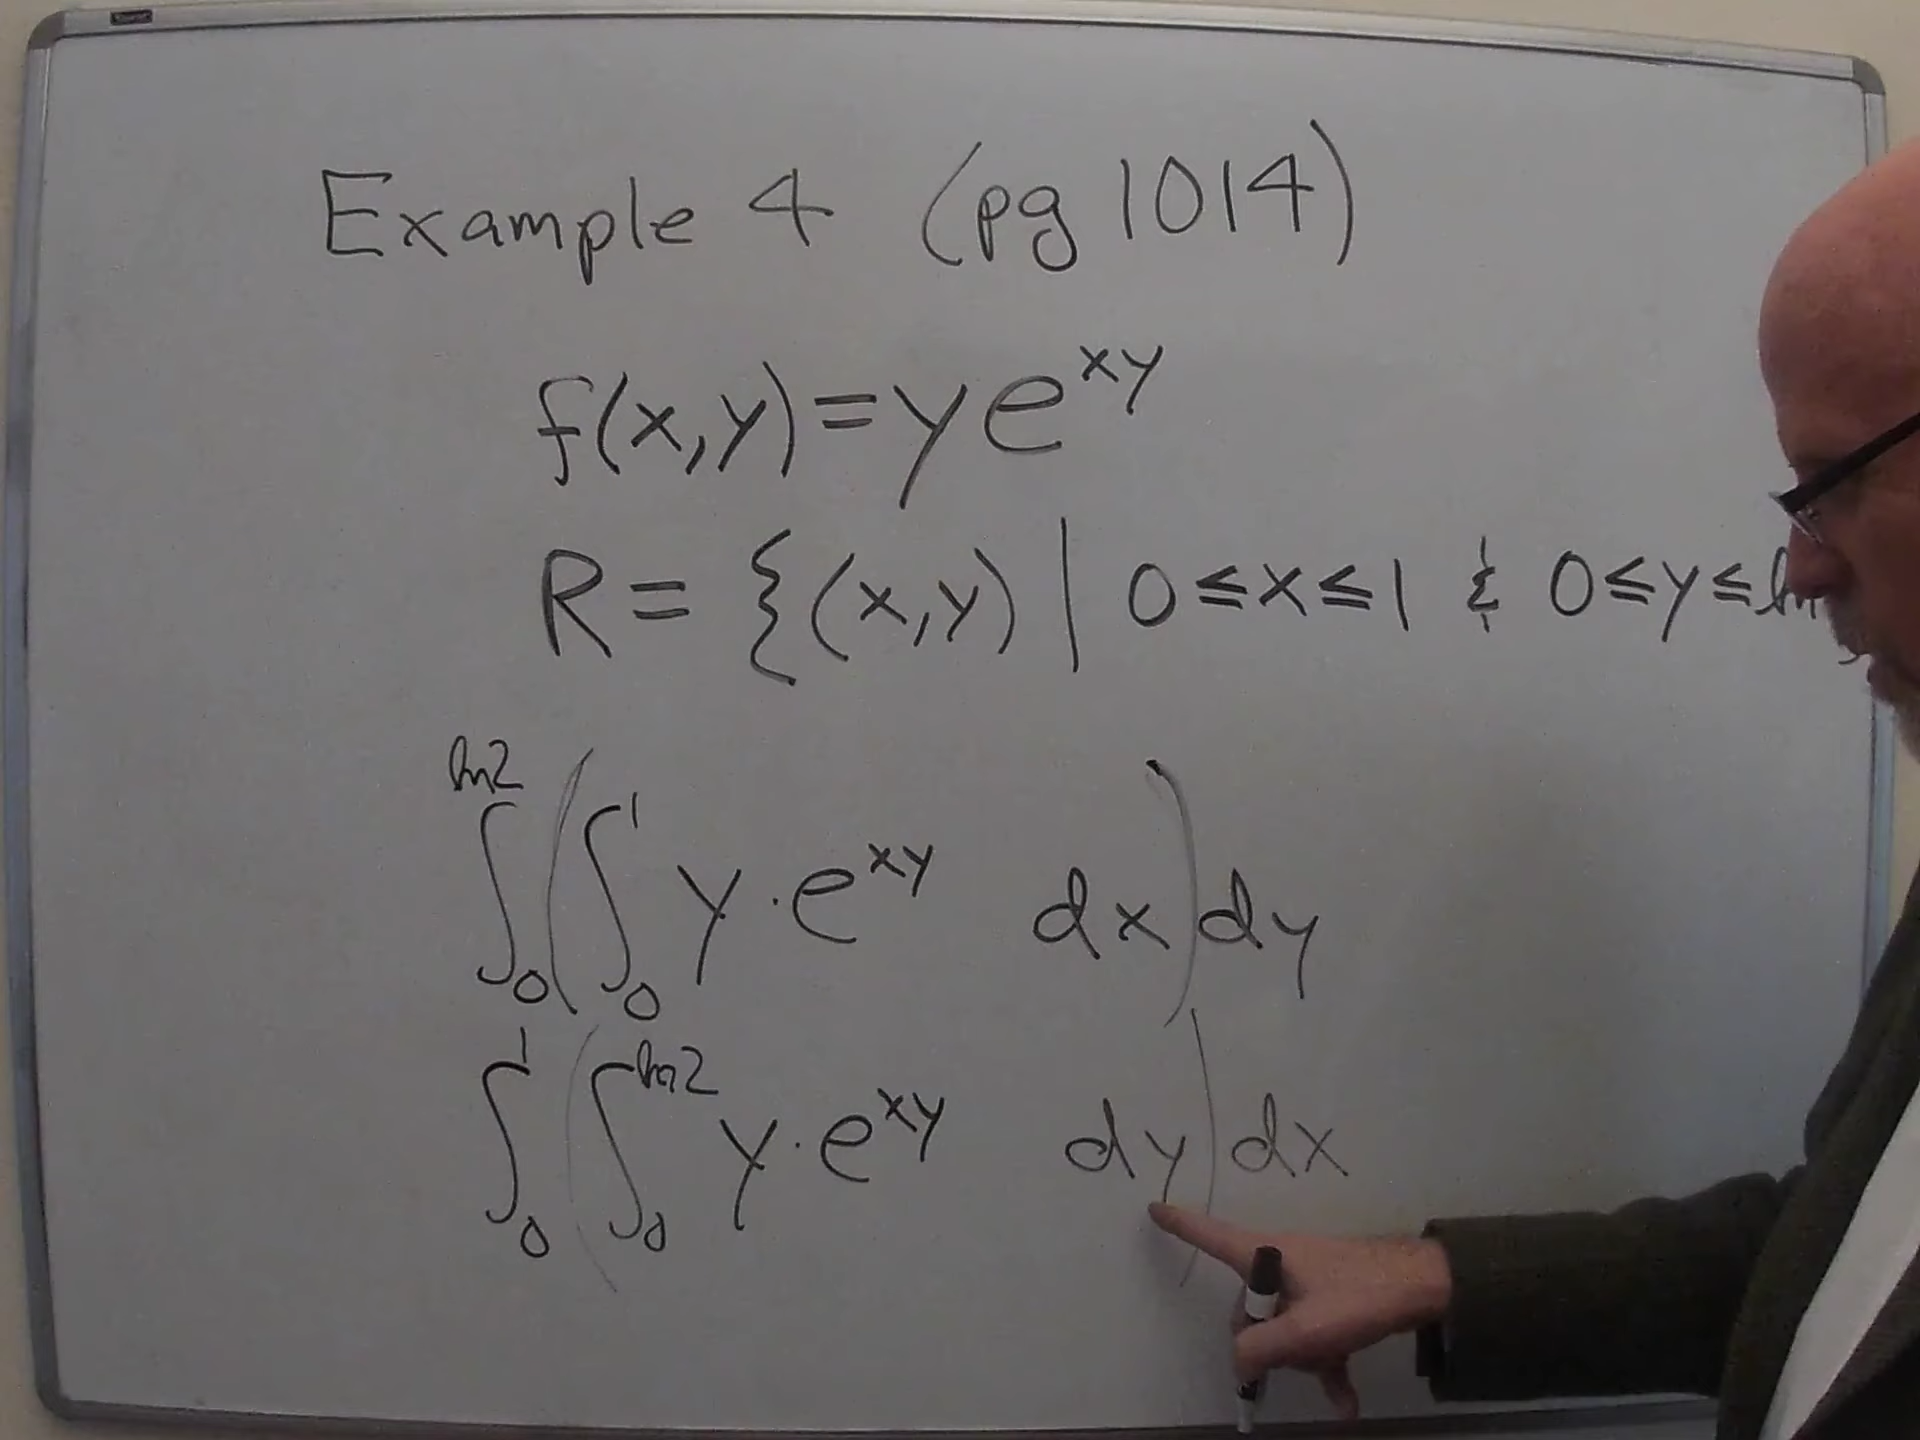 Example 4 (pg 1014)
f(x,y)=ye^{xy}
R = {(x,y) | 0≤x≤1 & 0≤y≤ln
∫_0^{ln2} (∫_0^1 y·e^{xy} dx) dy
∫_0^1 (∫_0^{ln2} y·e^{xy} dy) dx